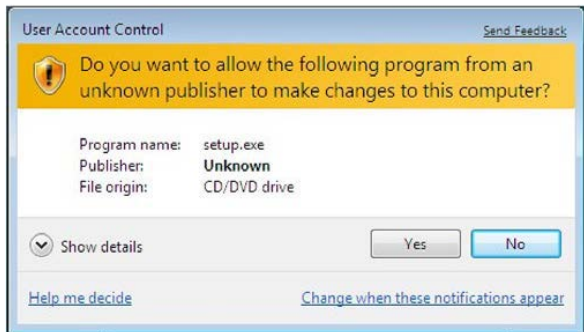 User Account Control
Send Feedback
Do you want to allow the following program from an
unknown publisher to make changes to this computer?
Program name: setup.exe
Publisher: Unknown
File origin: CD/DVD drive
Show details
Yes
No
Help me decide
Change when these notifications appear